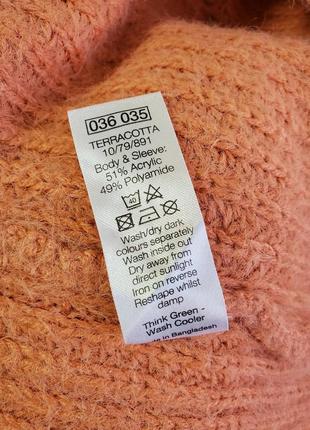 036 035
TERRACOTTA
10/79/891
Body & Sleeve:
51% Acrylic
49% Polyamide
40
Wash/dry dark
colours separately
Wash inside out
Dry away from
direct sunlight
Iron on reverse
Reshape whilst
damp
Think Green -
Wash Cooler
in Bangladesh